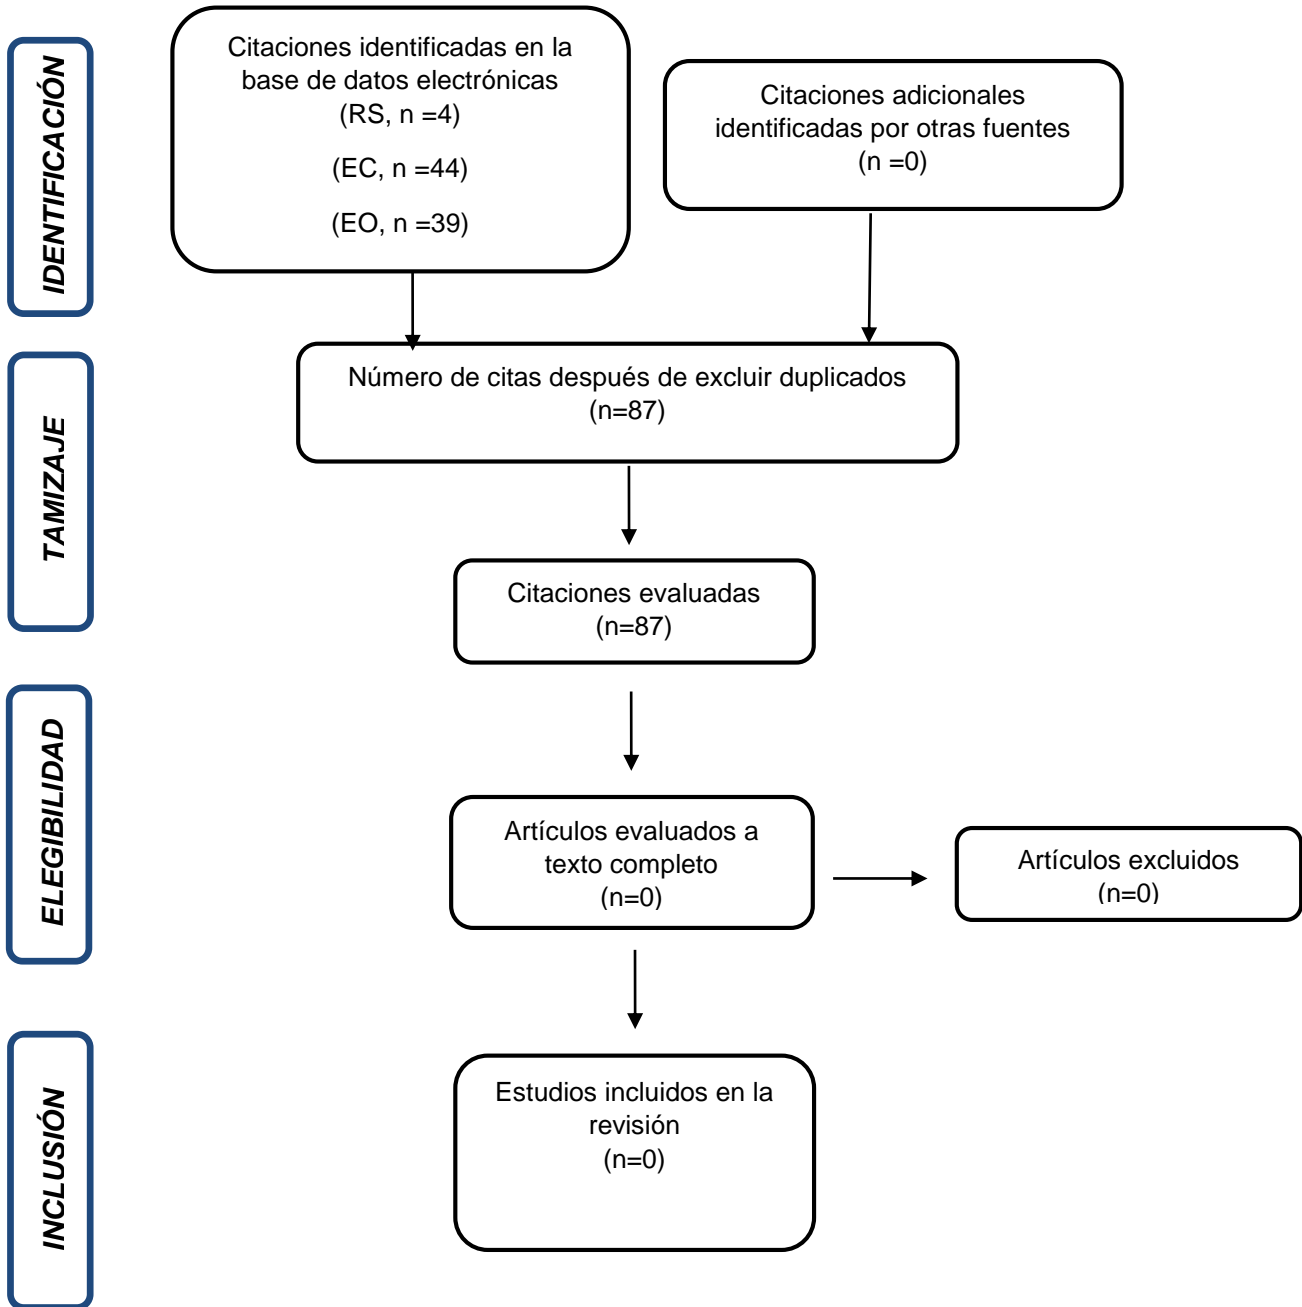 IDENTIFICACIÓN
Citaciones identificadas en la
base de datos electrónicas
(RS, n =4)
(EC, n =44)
(EO, n =39)
Citaciones adicionales
identificadas por otras fuentes
(n =0)
TAMIZAJE
Número de citas después de excluir duplicados
(n=87)
Citaciones evaluadas
(n=87)
ELEGIBILIDAD
Artículos evaluados a
texto completo
(n=0)
Artículos excluidos
(n=0)
INCLUSIÓN
Estudios incluidos en la
revisión
(n=0)